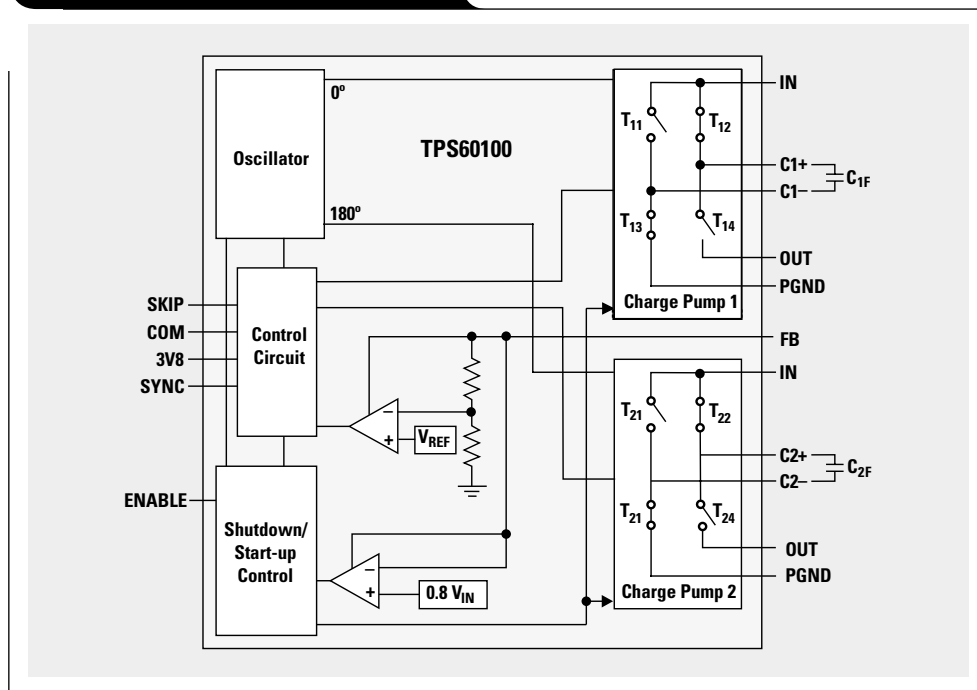 0º
TPS60100
Oscillator
180º
IN
T11
T12
C1+
C1–
C1F
T13
T14
OUT
PGND
Charge Pump 1
SKIP
COM
3V8
SYNC
Control
Circuit
FB
–
+
VREF
IN
T21
T22
C2+
C2–
C2F
T21
T24
OUT
PGND
Charge Pump 2
ENABLE
Shutdown/
Start-up
Control
–
+
0.8 VIN